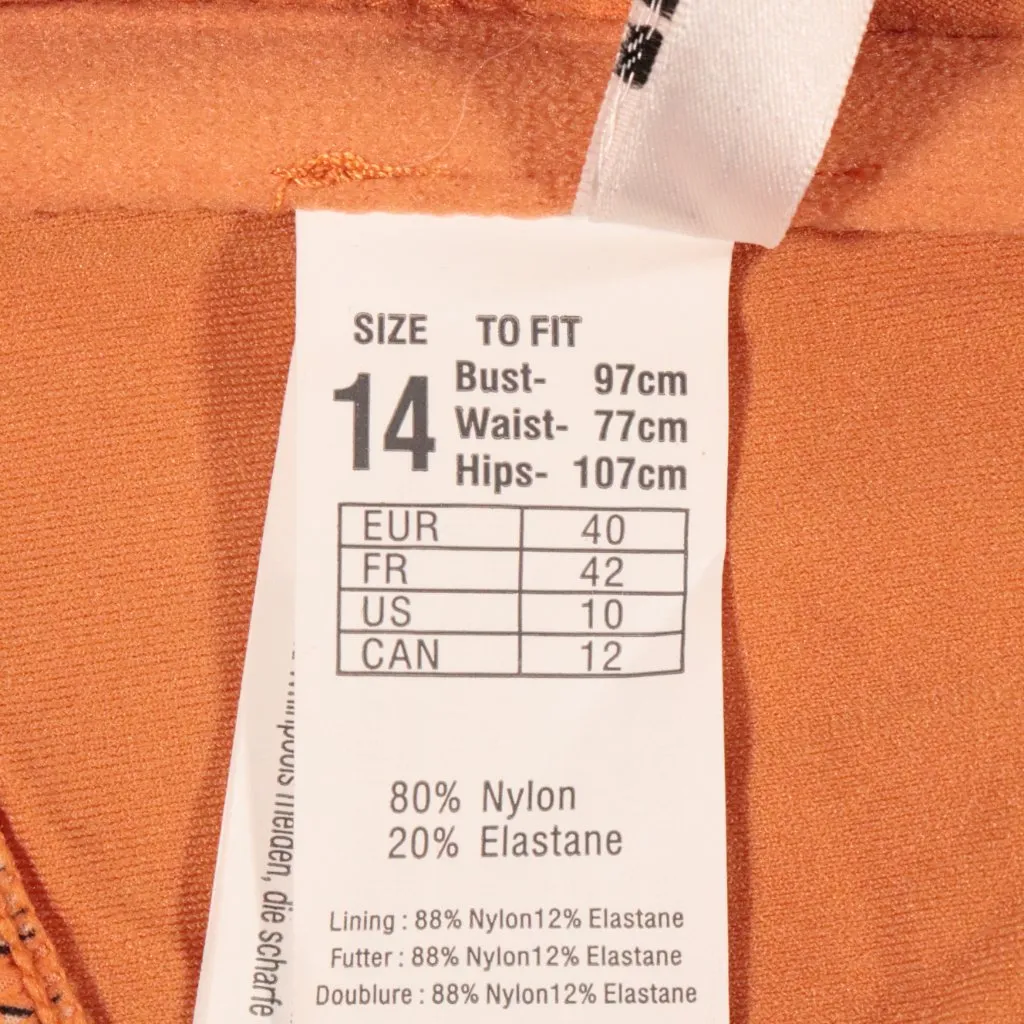 SIZE TO FIT
14
Bust- 97cm
Waist- 77cm
Hips- 107cm
EUR 40
FR 42
US 10
CAN 12
80% Nylon
20% Elastane
Lining : 88% Nylon12% Elastane
Futter : 88% Nylon12% Elastane
Doublure : 88% Nylon12% Elastane
meiden, die scharfe